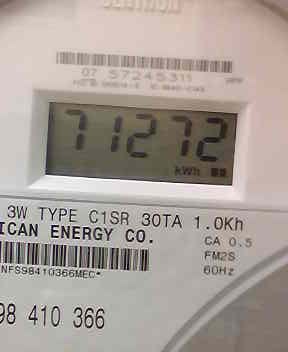 07 57245311
71272
kWh
3W TYPE C1SR 30TA 1.0Kh
ICAN ENERGY CO.
CA 0.5
FM2S
60Hz
NFS98410366MEC*
98 410 366